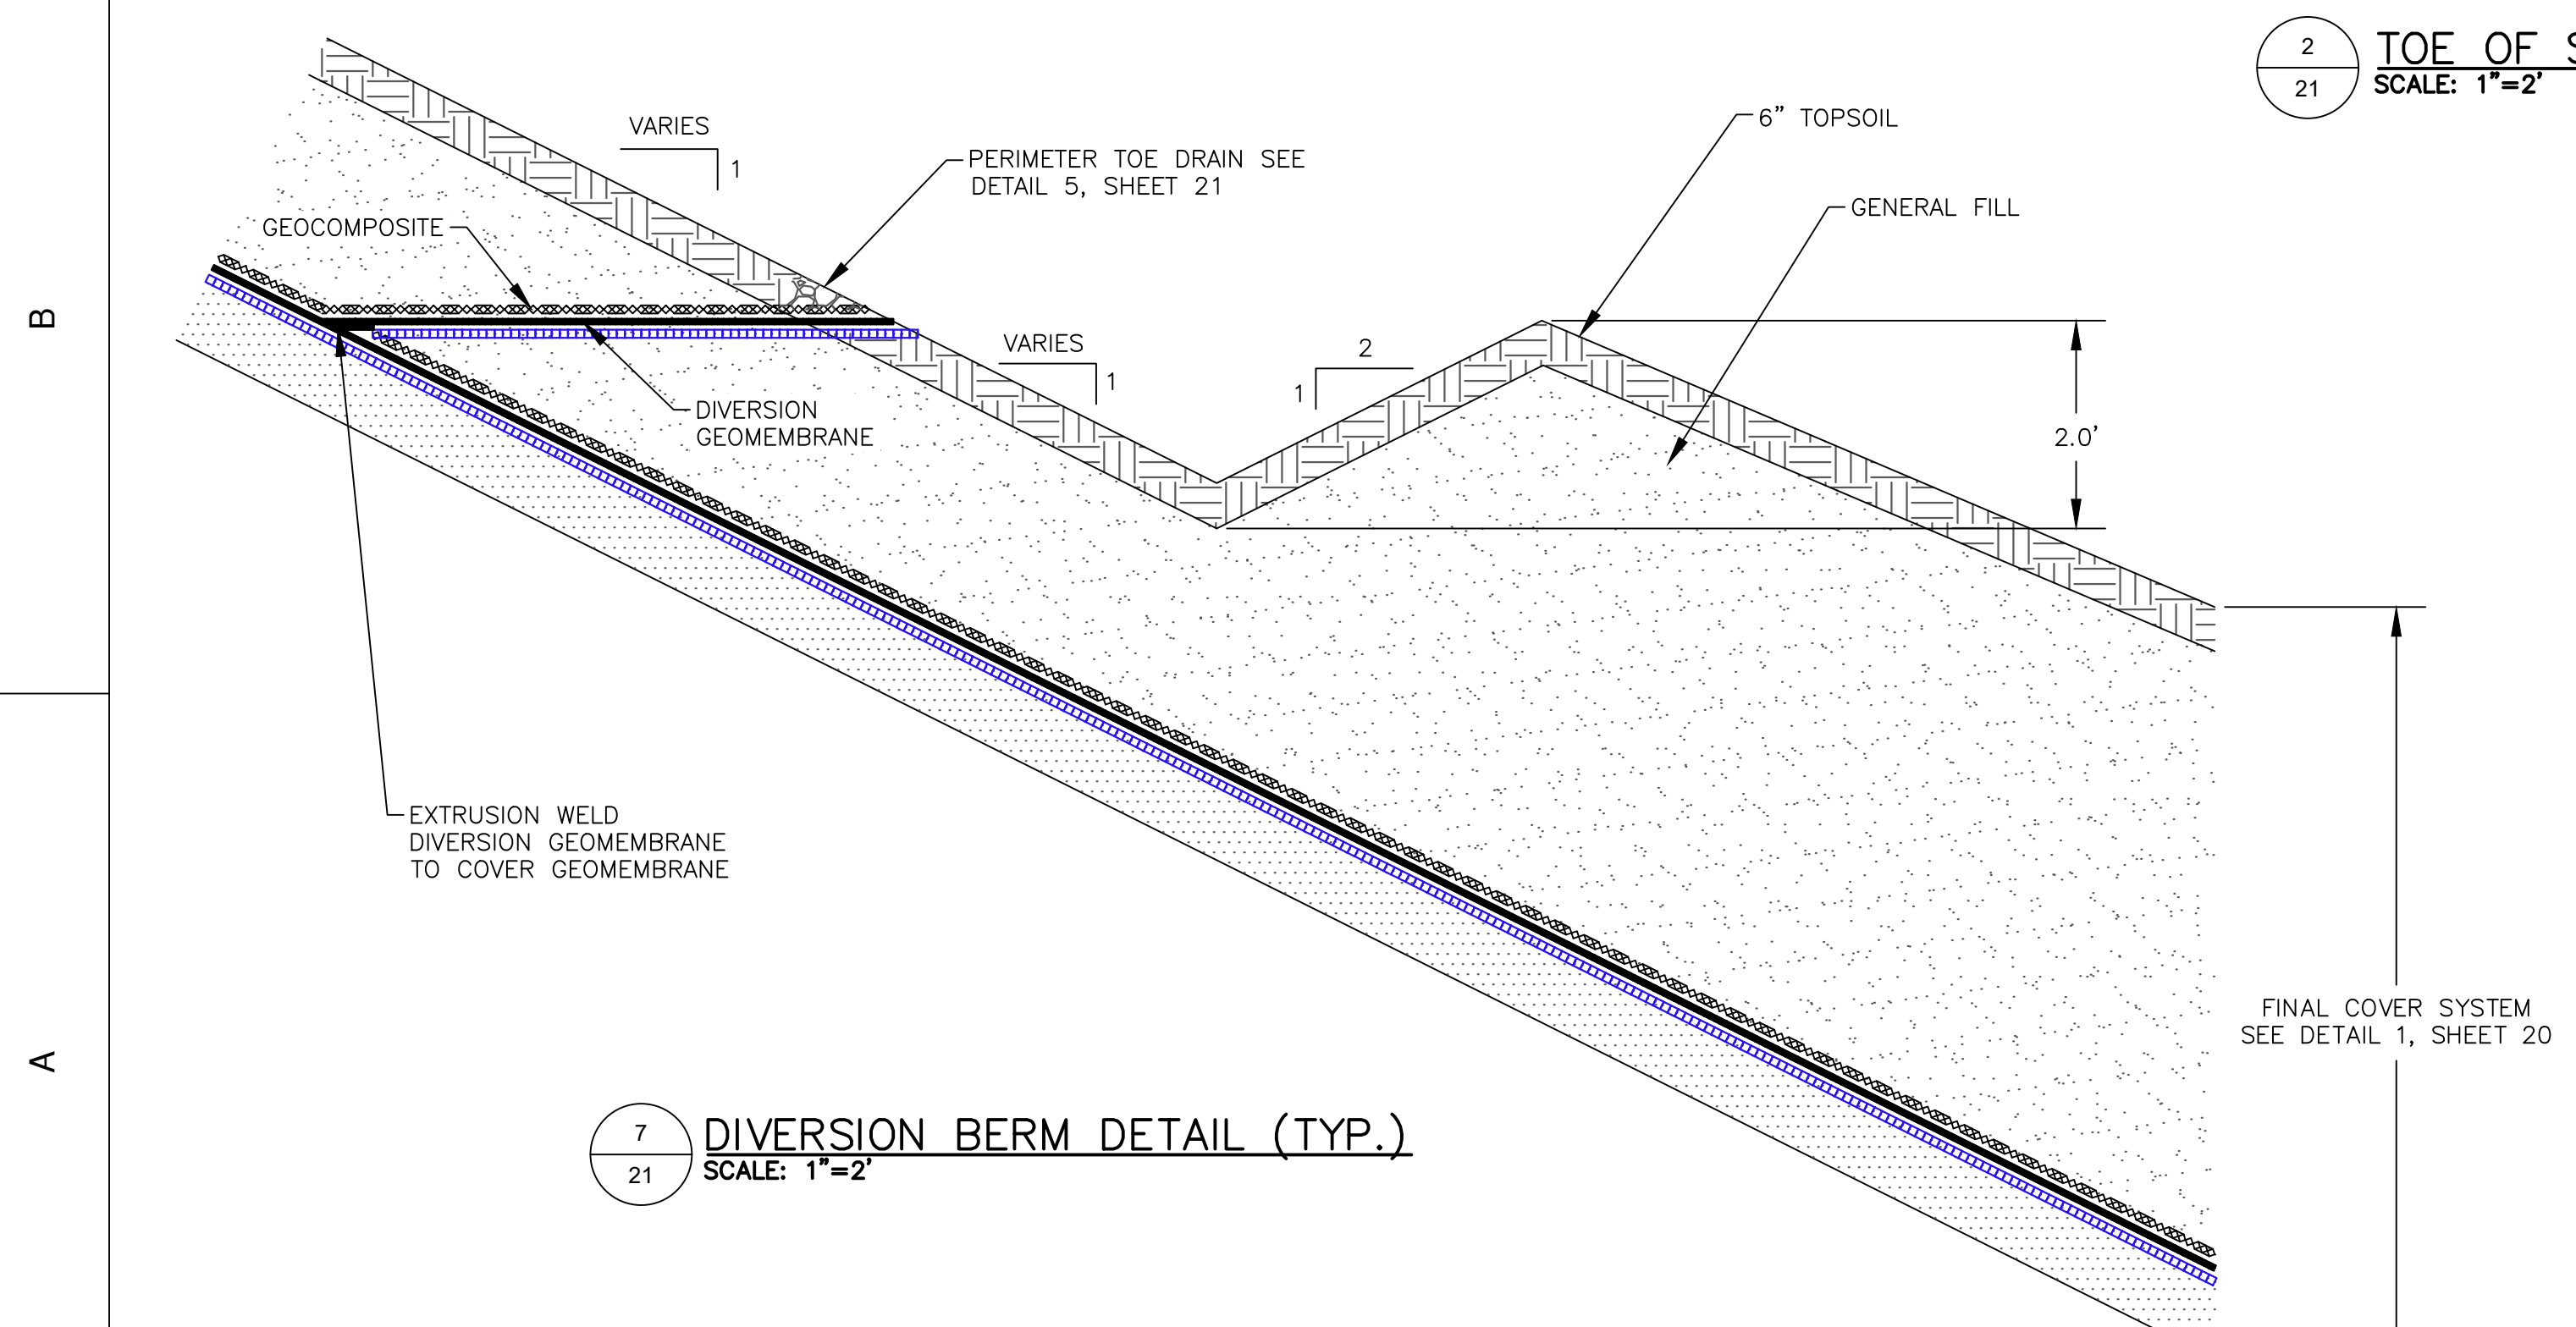 2
21
TOE OF S
SCALE: 1"=2'
VARIES
1
PERIMETER TOE DRAIN SEE
DETAIL 5, SHEET 21
6” TOPSOIL
GENERAL FILL
GEOCOMPOSITE
VARIES
1
2
1
DIVERSION
GEOMEMBRANE
2.0'
B
EXTRUSION WELD
DIVERSION GEOMEMBRANE
TO COVER GEOMEMBRANE
FINAL COVER SYSTEM
SEE DETAIL 1, SHEET 20
A
7
21
DIVERSION BERM DETAIL (TYP.)
SCALE: 1"=2'